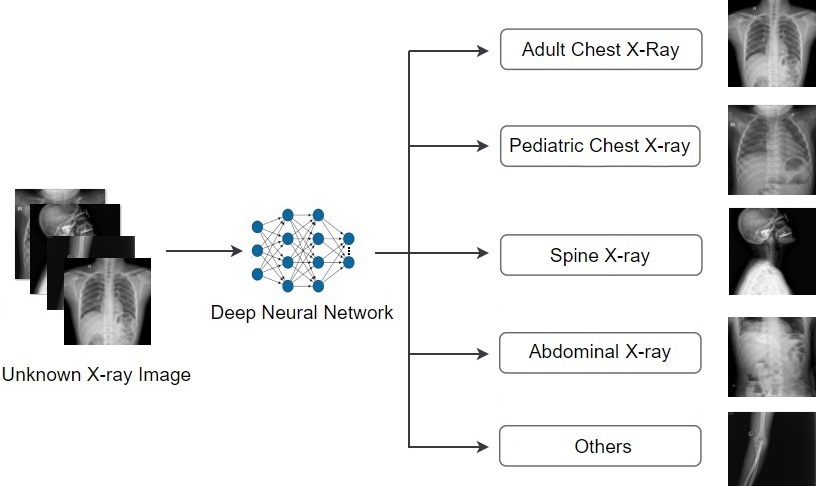 Adult Chest X-Ray
Pediatric Chest X-ray
Spine X-ray
Deep Neural Network
Abdominal X-ray
Unknown X-ray Image
Others